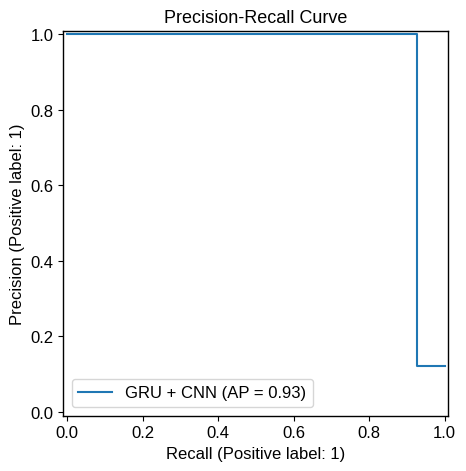 Precision-Recall Curve
1.0
0.8
0.6
0.4
0.2
0.0
Precision (Positive label: 1)
GRU + CNN (AP = 0.93)
0.0 0.2 0.4 0.6 0.8 1.0
Recall (Positive label: 1)